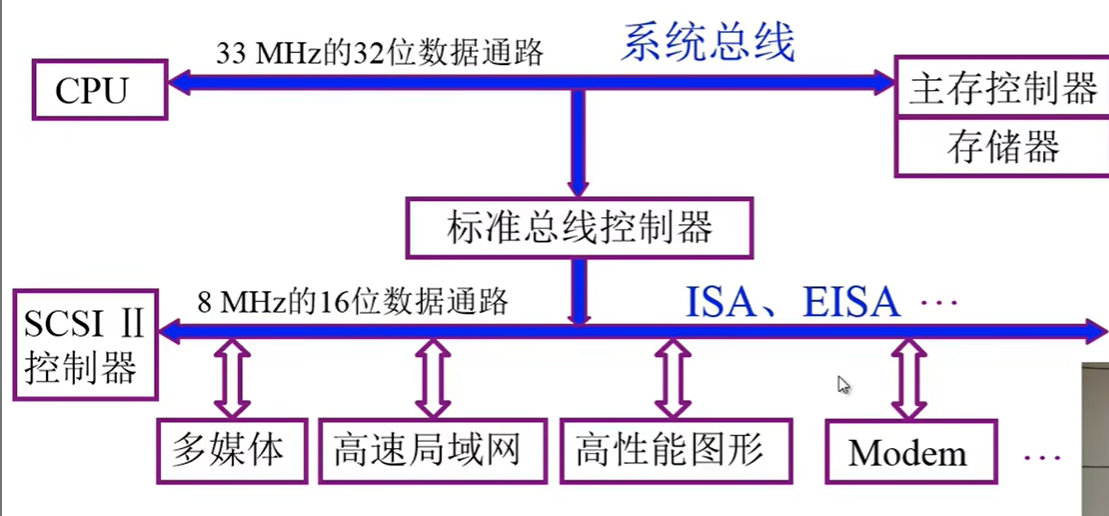 33 MHz的32位数据通路
系统总线
CPU
主存控制器
存储器
标准总线控制器
8 MHz的16位数据通路
ISA、EISA …
SCSI Ⅱ
控制器
多媒体
高速局域网
高性能图形
Modem
…